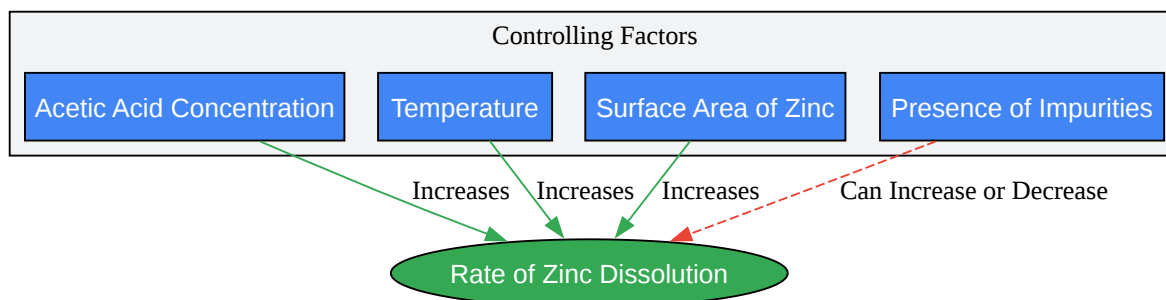 Controlling Factors
Acetic Acid Concentration
Temperature
Surface Area of Zinc
Presence of Impurities
Increases
Increases
Increases
Can Increase or Decrease
Rate of Zinc Dissolution